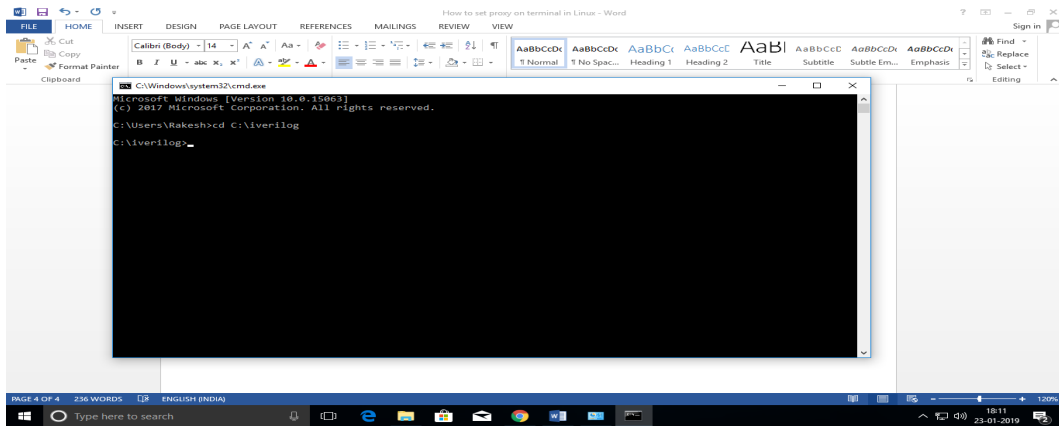 How to set proxy on terminal in Linux - Word
FILE HOME INSERT DESIGN PAGE LAYOUT REFERENCES MAILINGS REVIEW VIEW Sign in
Cut
Copy
Format Painter
Paste
Clipboard
Calibri (Body) 14
AaBbCcDc AaBbCcDc AaBbC( AaBbCcC AaBl AaBbCcC AaBbCcDc AaBbCcDc
¶ Normal ¶ No Spac... Heading 1 Heading 2 Title Subtitle Subtle Em... Emphasis
Find
Replace
Select
Editing
C:\Windows\system32\cmd.exe
Microsoft Windows [Version 10.0.15063]
(c) 2017 Microsoft Corporation. All rights reserved.
C:\Users\Rakesh>cd C:\iverilog
C:\iverilog>
PAGE 4 OF 4 236 WORDS ENGLISH (INDIA) 120%
Type here to search
18:11
23-01-2019